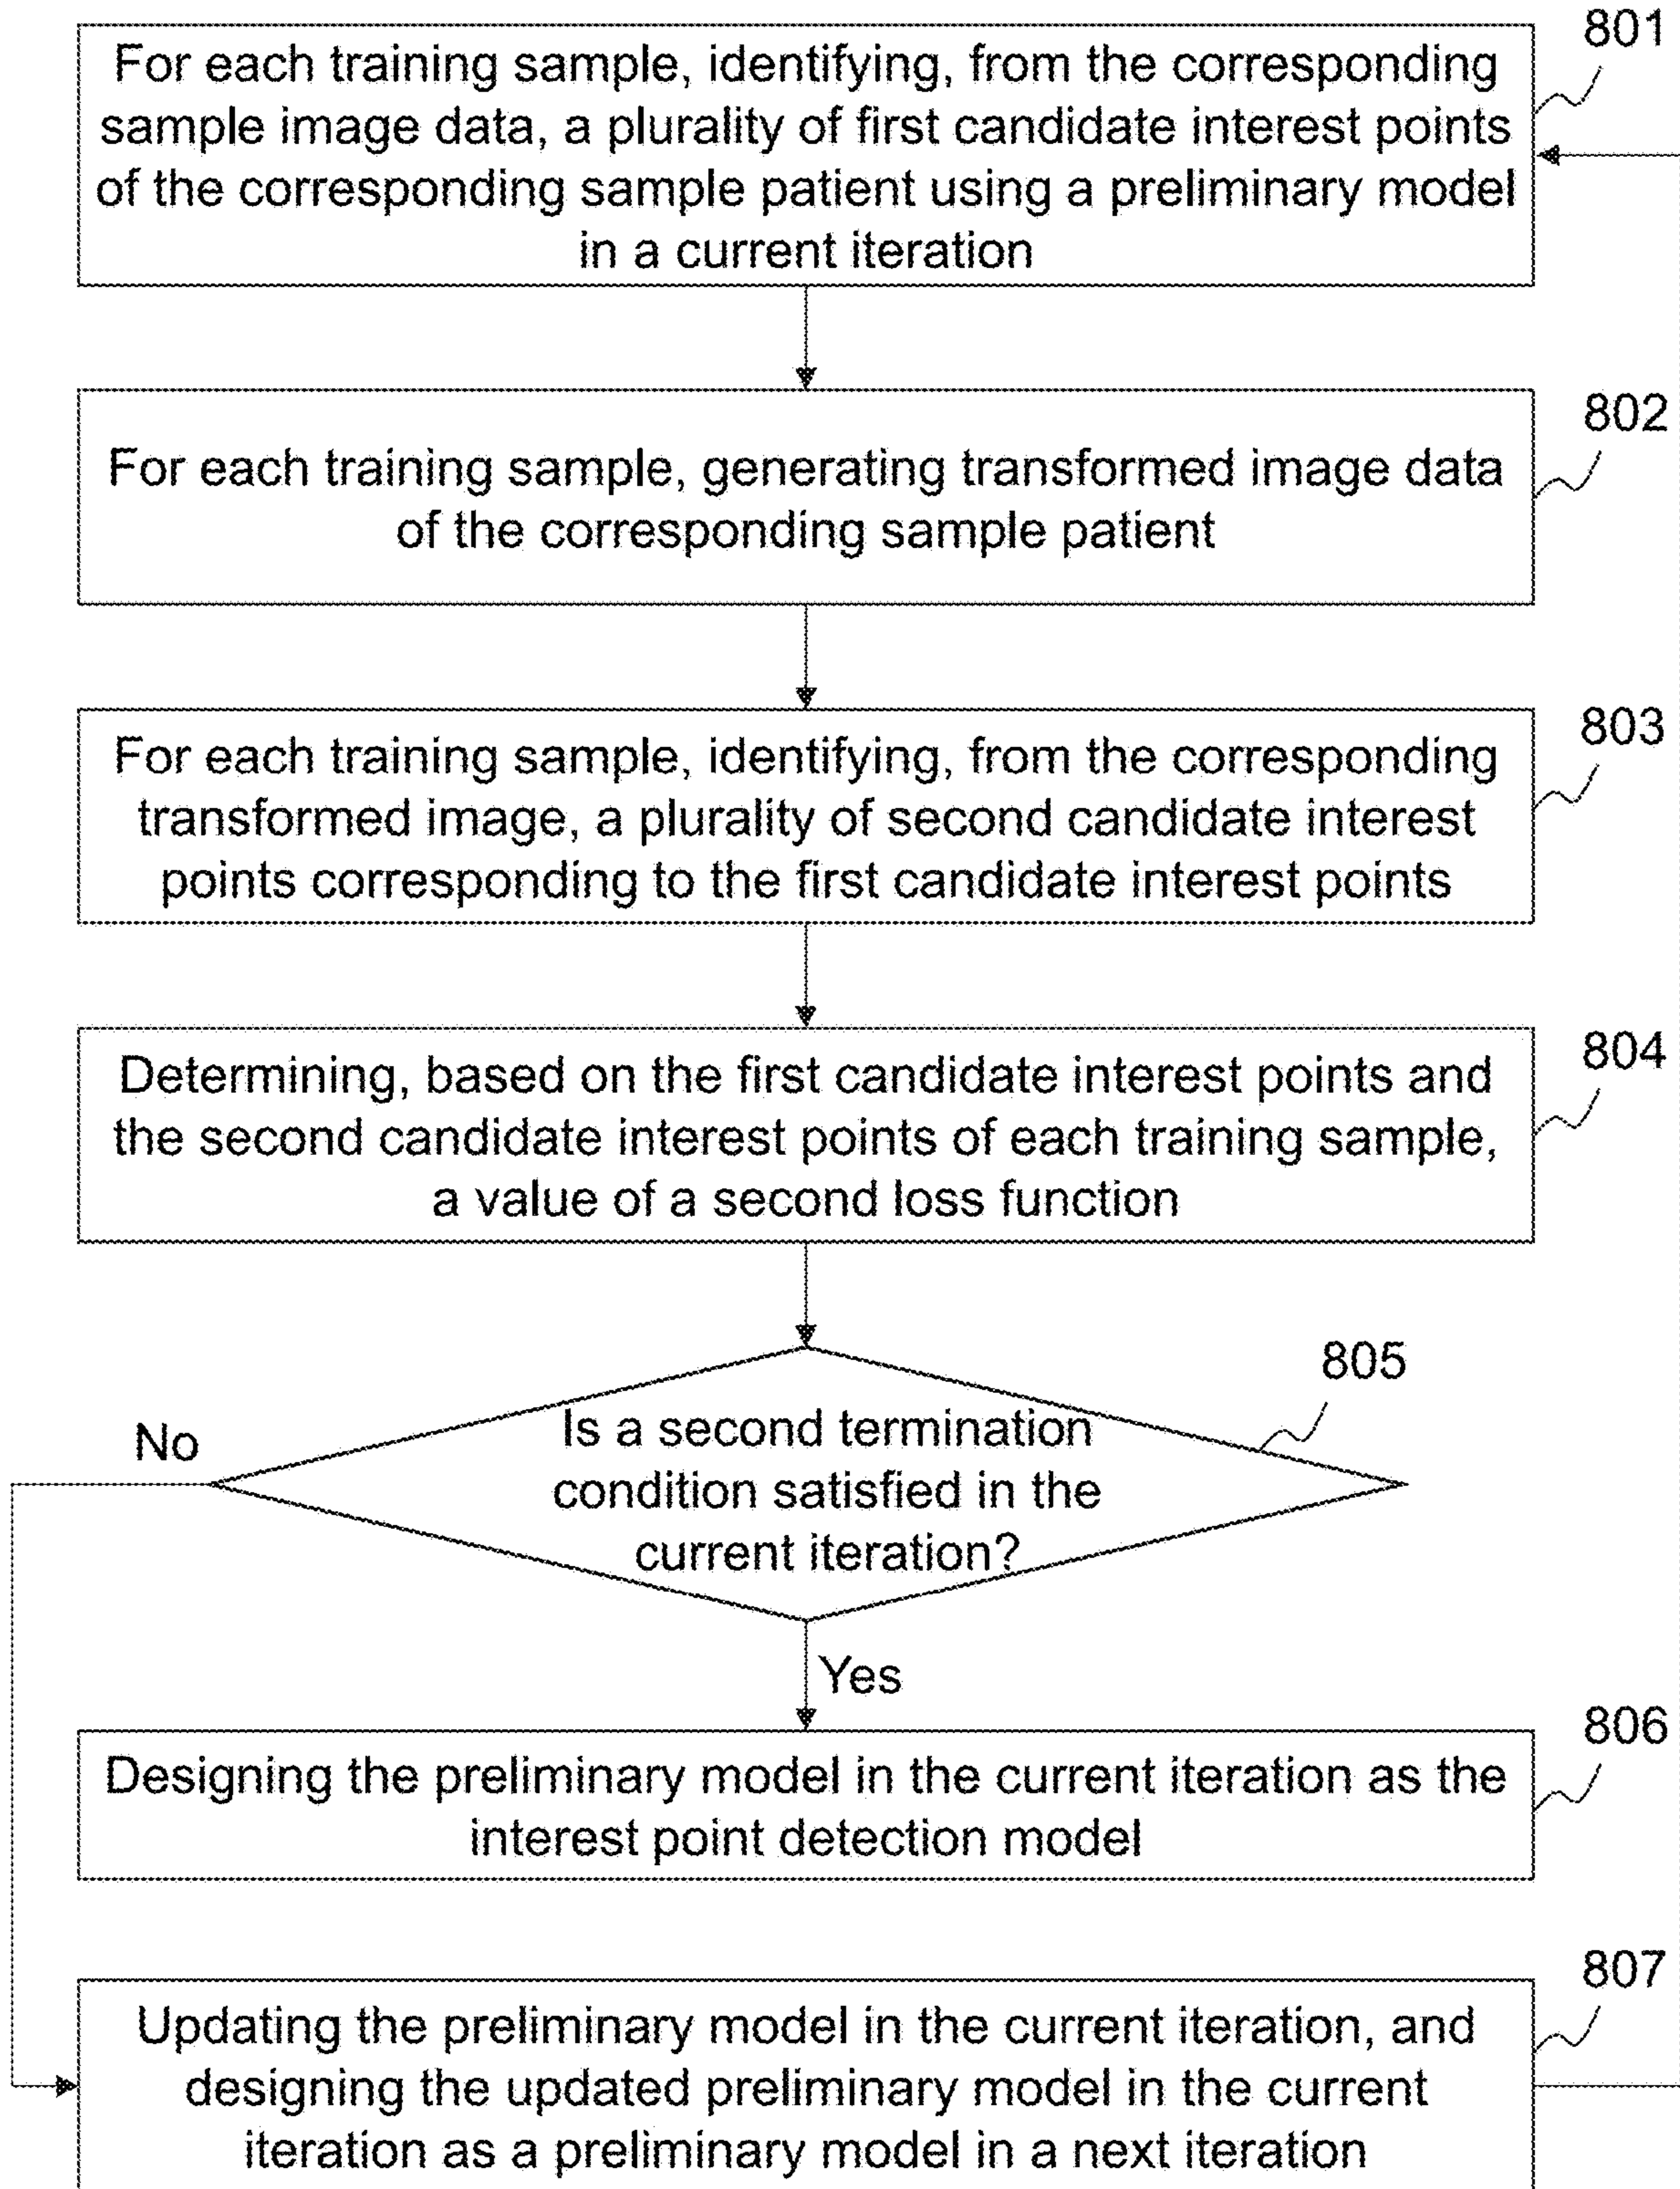 801
For each training sample, identifying, from the corresponding
sample image data, a plurality of first candidate interest points
of the corresponding sample patient using a preliminary model
in a current iteration
802
For each training sample, generating transformed image data
of the corresponding sample patient
803
For each training sample, identifying, from the corresponding
transformed image, a plurality of second candidate interest
points corresponding to the first candidate interest points
804
Determining, based on the first candidate interest points and
the second candidate interest points of each training sample,
a value of a second loss function
805
Is a second termination
condition satisfied in the
current iteration?
No
Yes
806
Designing the preliminary model in the current iteration as the
interest point detection model
807
Updating the preliminary model in the current iteration, and
designing the updated preliminary model in the current
iteration as a preliminary model in a next iteration